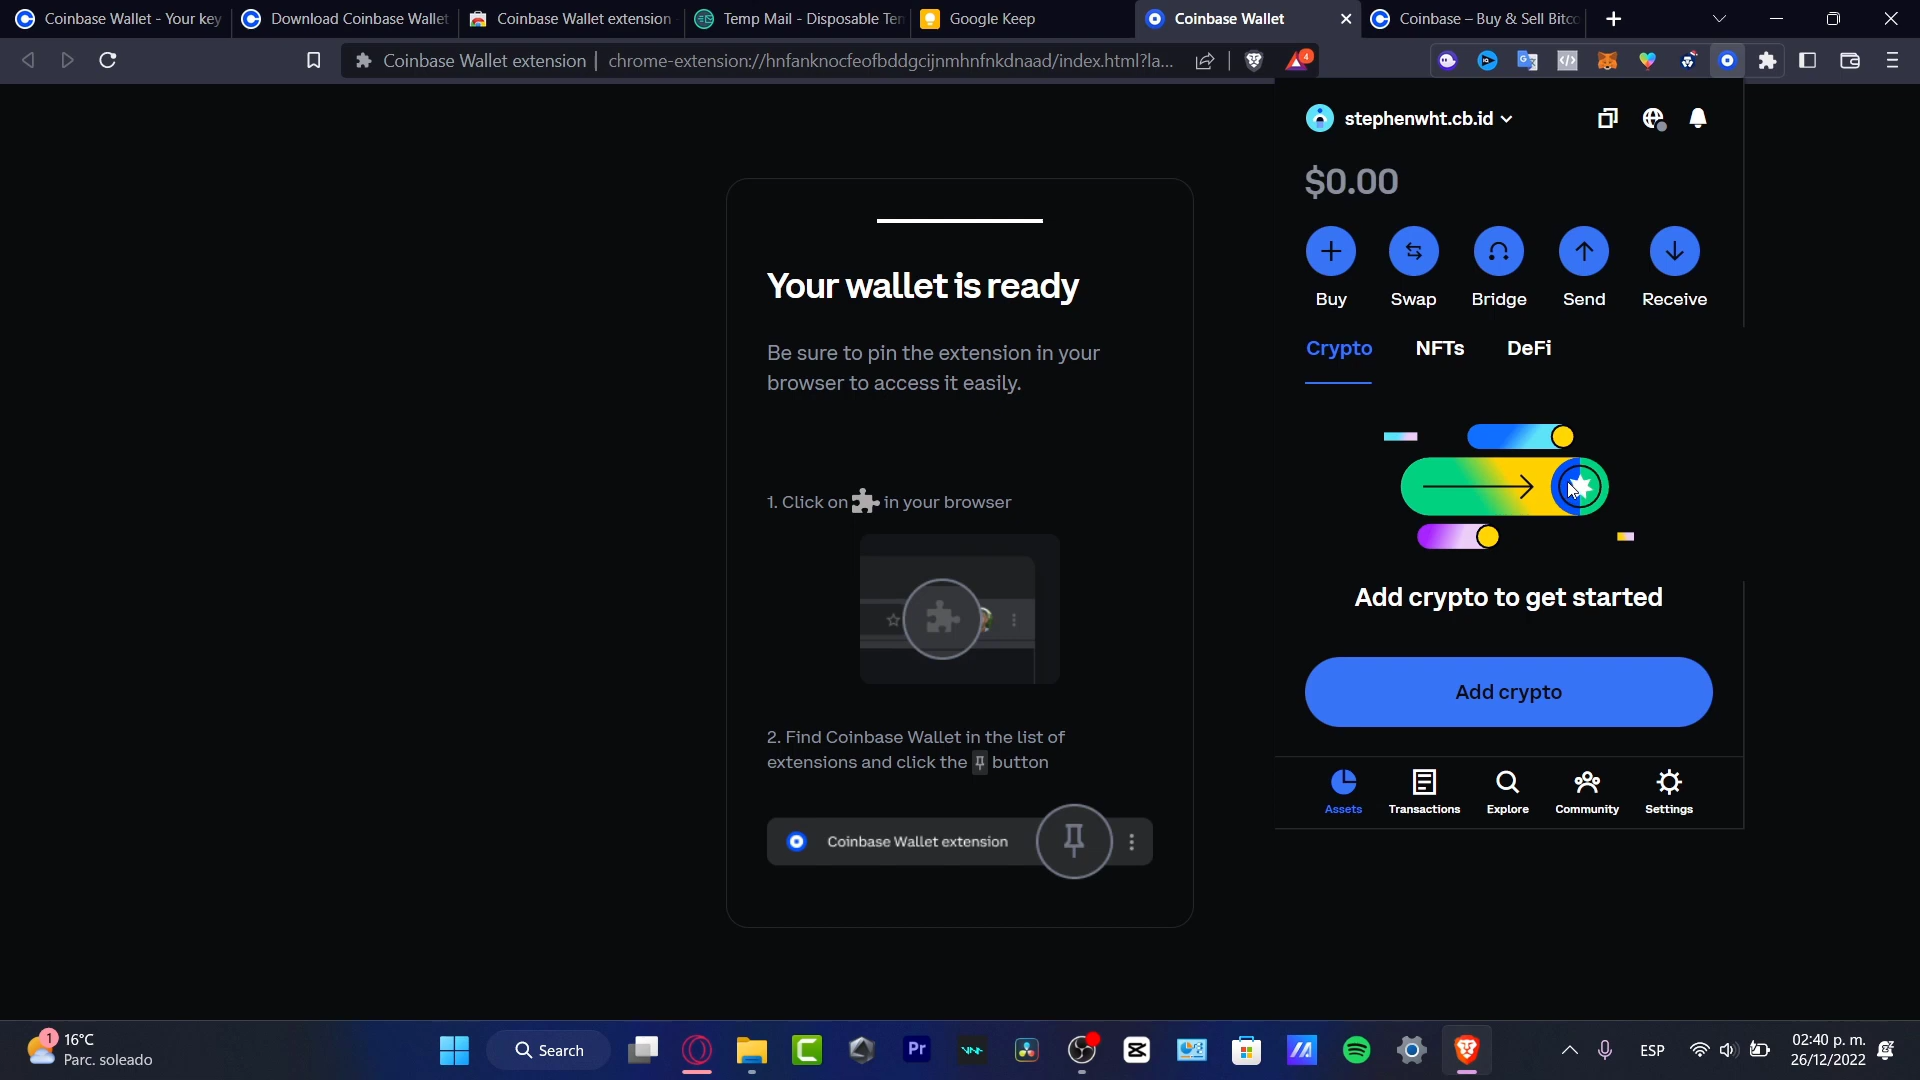 Coinbase Wallet - Your key
Download Coinbase Wallet
Coinbase Wallet extension
Temp Mail - Disposable Ten
Google Keep
Coinbase Wallet
Coinbase – Buy & Sell Bitco
Coinbase Wallet extension | chrome-extension://hnfanknocfeofbddgcijnmhnfnkdnaad/index.html?la...
4
stephenwht.cb.id
$0.00
Buy
Swap
Bridge
Send
Receive
Crypto
NFTs
DeFi
Add crypto to get started
Add crypto
Assets
Transactions
Explore
Community
Settings
Your wallet is ready
Be sure to pin the extension in your
browser to access it easily.
1. Click on in your browser
2. Find Coinbase Wallet in the list of
extensions and click the button
Coinbase Wallet extension
1
16°C
Parc. soleado
Search
Pr
ESP
02:40 p. m.
26/12/2022